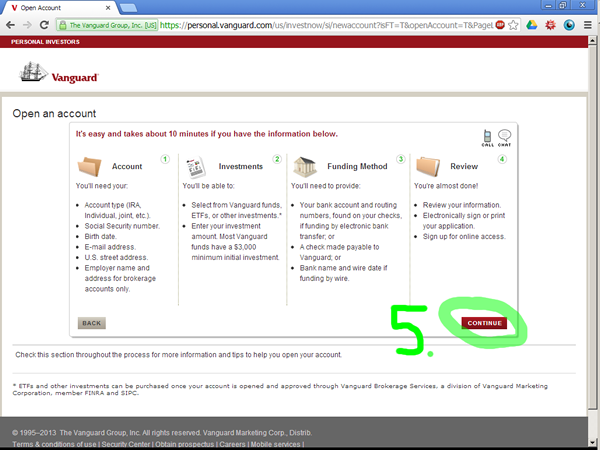 Open Account
The Vanguard Group, Inc. [US] https://personal.vanguard.com/us/investnow/si/newaccount?isFT=T&openAccount=T&Pagel
PERSONAL INVESTORS
Vanguard
Open an account
It's easy and takes about 10 minutes if you have the information below.
CALL CHAT
Account 1
You'll need your:
• Account type (IRA,
Individual, joint, etc.).
• Social Security number.
• Birth date.
• E-mail address.
• U.S. street address.
• Employer name and
address for brokerage
accounts only.
Investments 2
You'll be able to:
• Select from Vanguard funds,
ETFs, or other investments.*
• Enter your investment
amount. Most Vanguard
funds have a $3,000
minimum initial investment.
Funding Method 3
You'll need to provide:
• Your bank account and routing
numbers, found on your checks,
if funding by electronic bank
transfer; or
• A check made payable to
Vanguard; or
• Bank name and wire date if
funding by wire.
Review 4
You're almost done!
• Review your information.
• Electronically sign or print
your application.
• Sign up for online access.
BACK
5.
CONTINUE
Check this section throughout the process for more information and tips to help you open your account.
* ETFs and other investments can be purchased once your account is opened and approved through Vanguard Brokerage Services, a division of Vanguard Marketing
Corporation, member FINRA and SIPC.
© 1995–2013 The Vanguard Group, Inc. All rights reserved. Vanguard Marketing Corp., Distrib.
Terms & conditions of use | Security Center | Obtain prospectus | Careers | Mobile services |